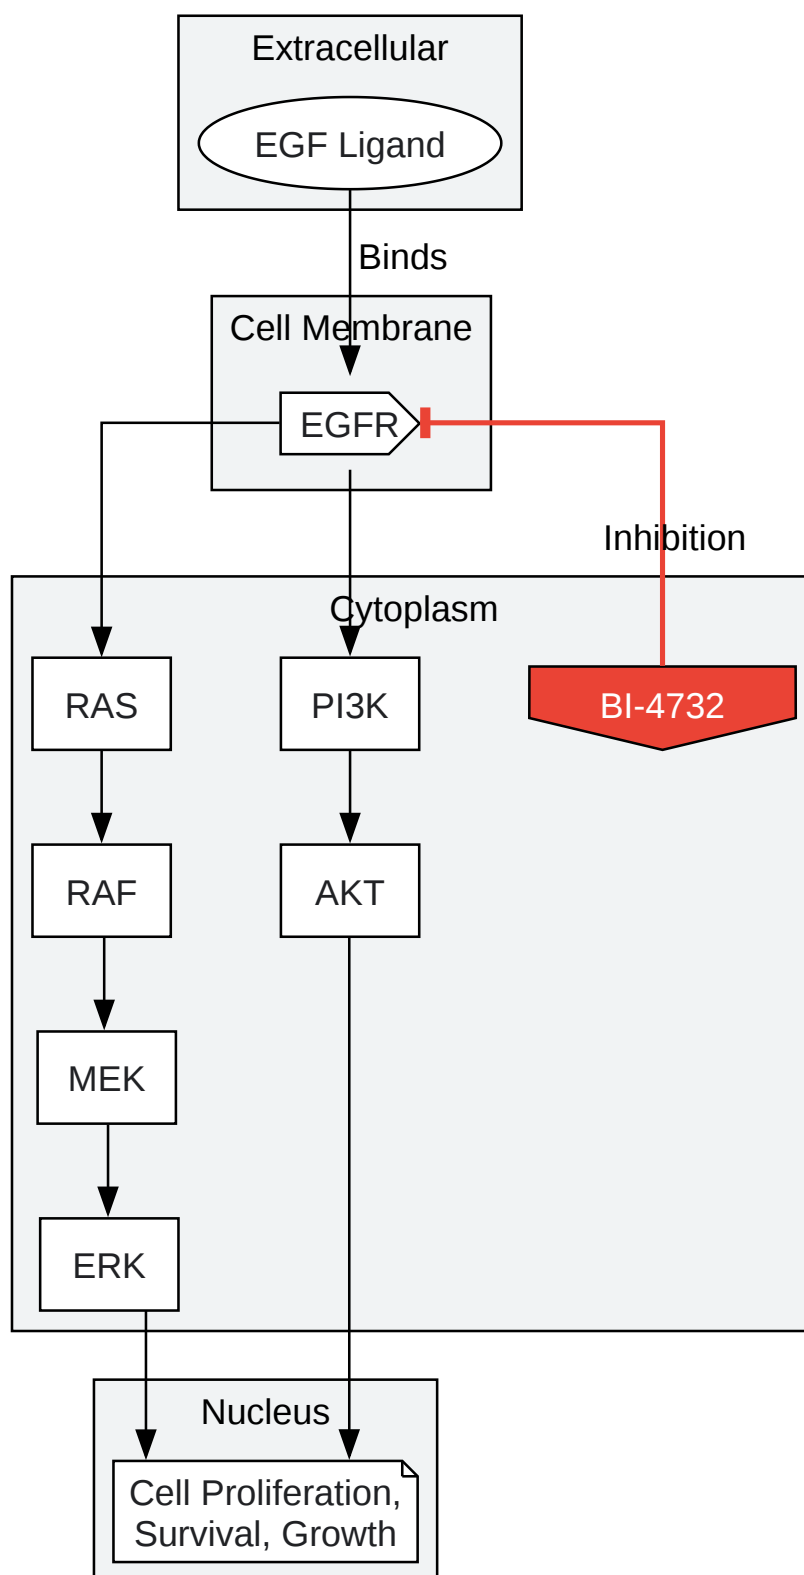 Extracellular
EGF Ligand
Binds
Cell Membrane
EGFR
Inhibition
Cytoplasm
RAS
PI3K
BI-4732
RAF
AKT
MEK
ERK
Nucleus
Cell Proliferation,
Survival, Growth